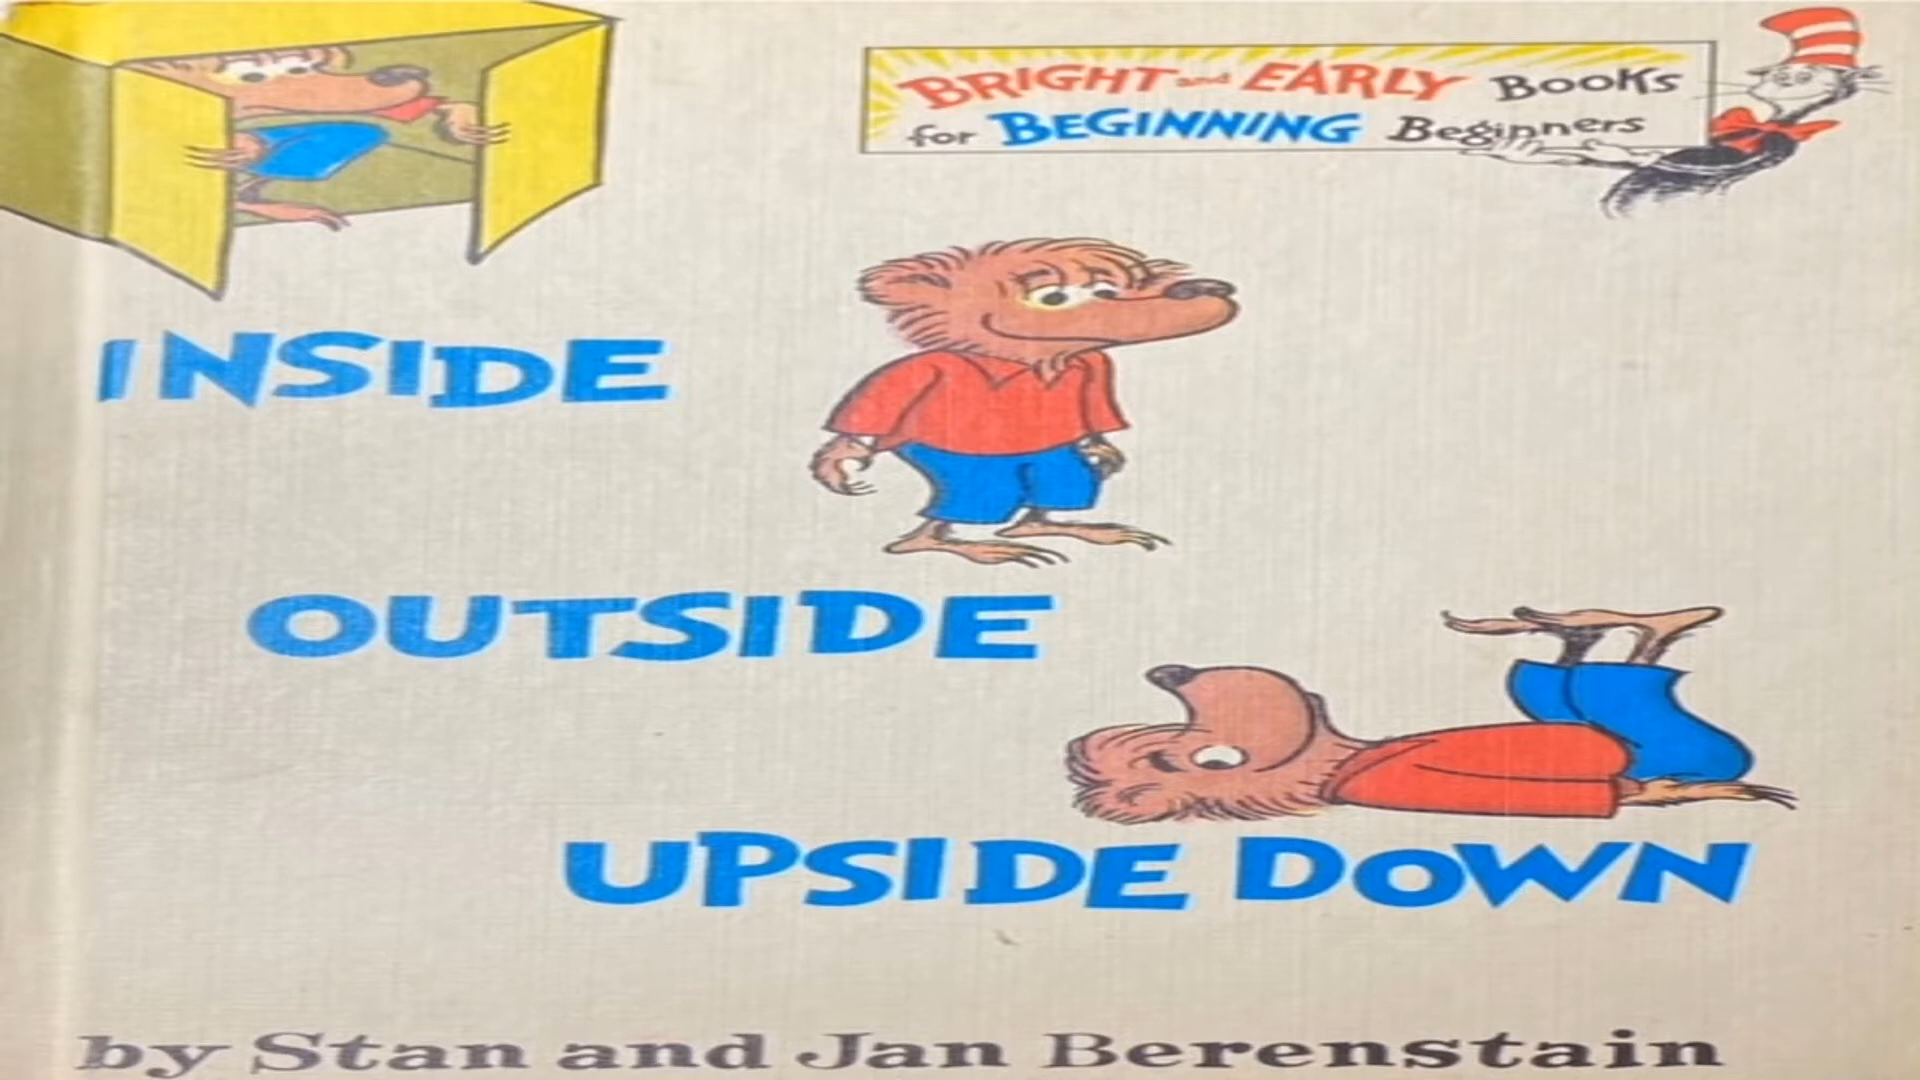 BRIGHT and EARLY BOOKS
for BEGINNING Beginners
INSIDE
OUTSIDE
UPSIDE DOWN
by Stan and Jan Berenstain